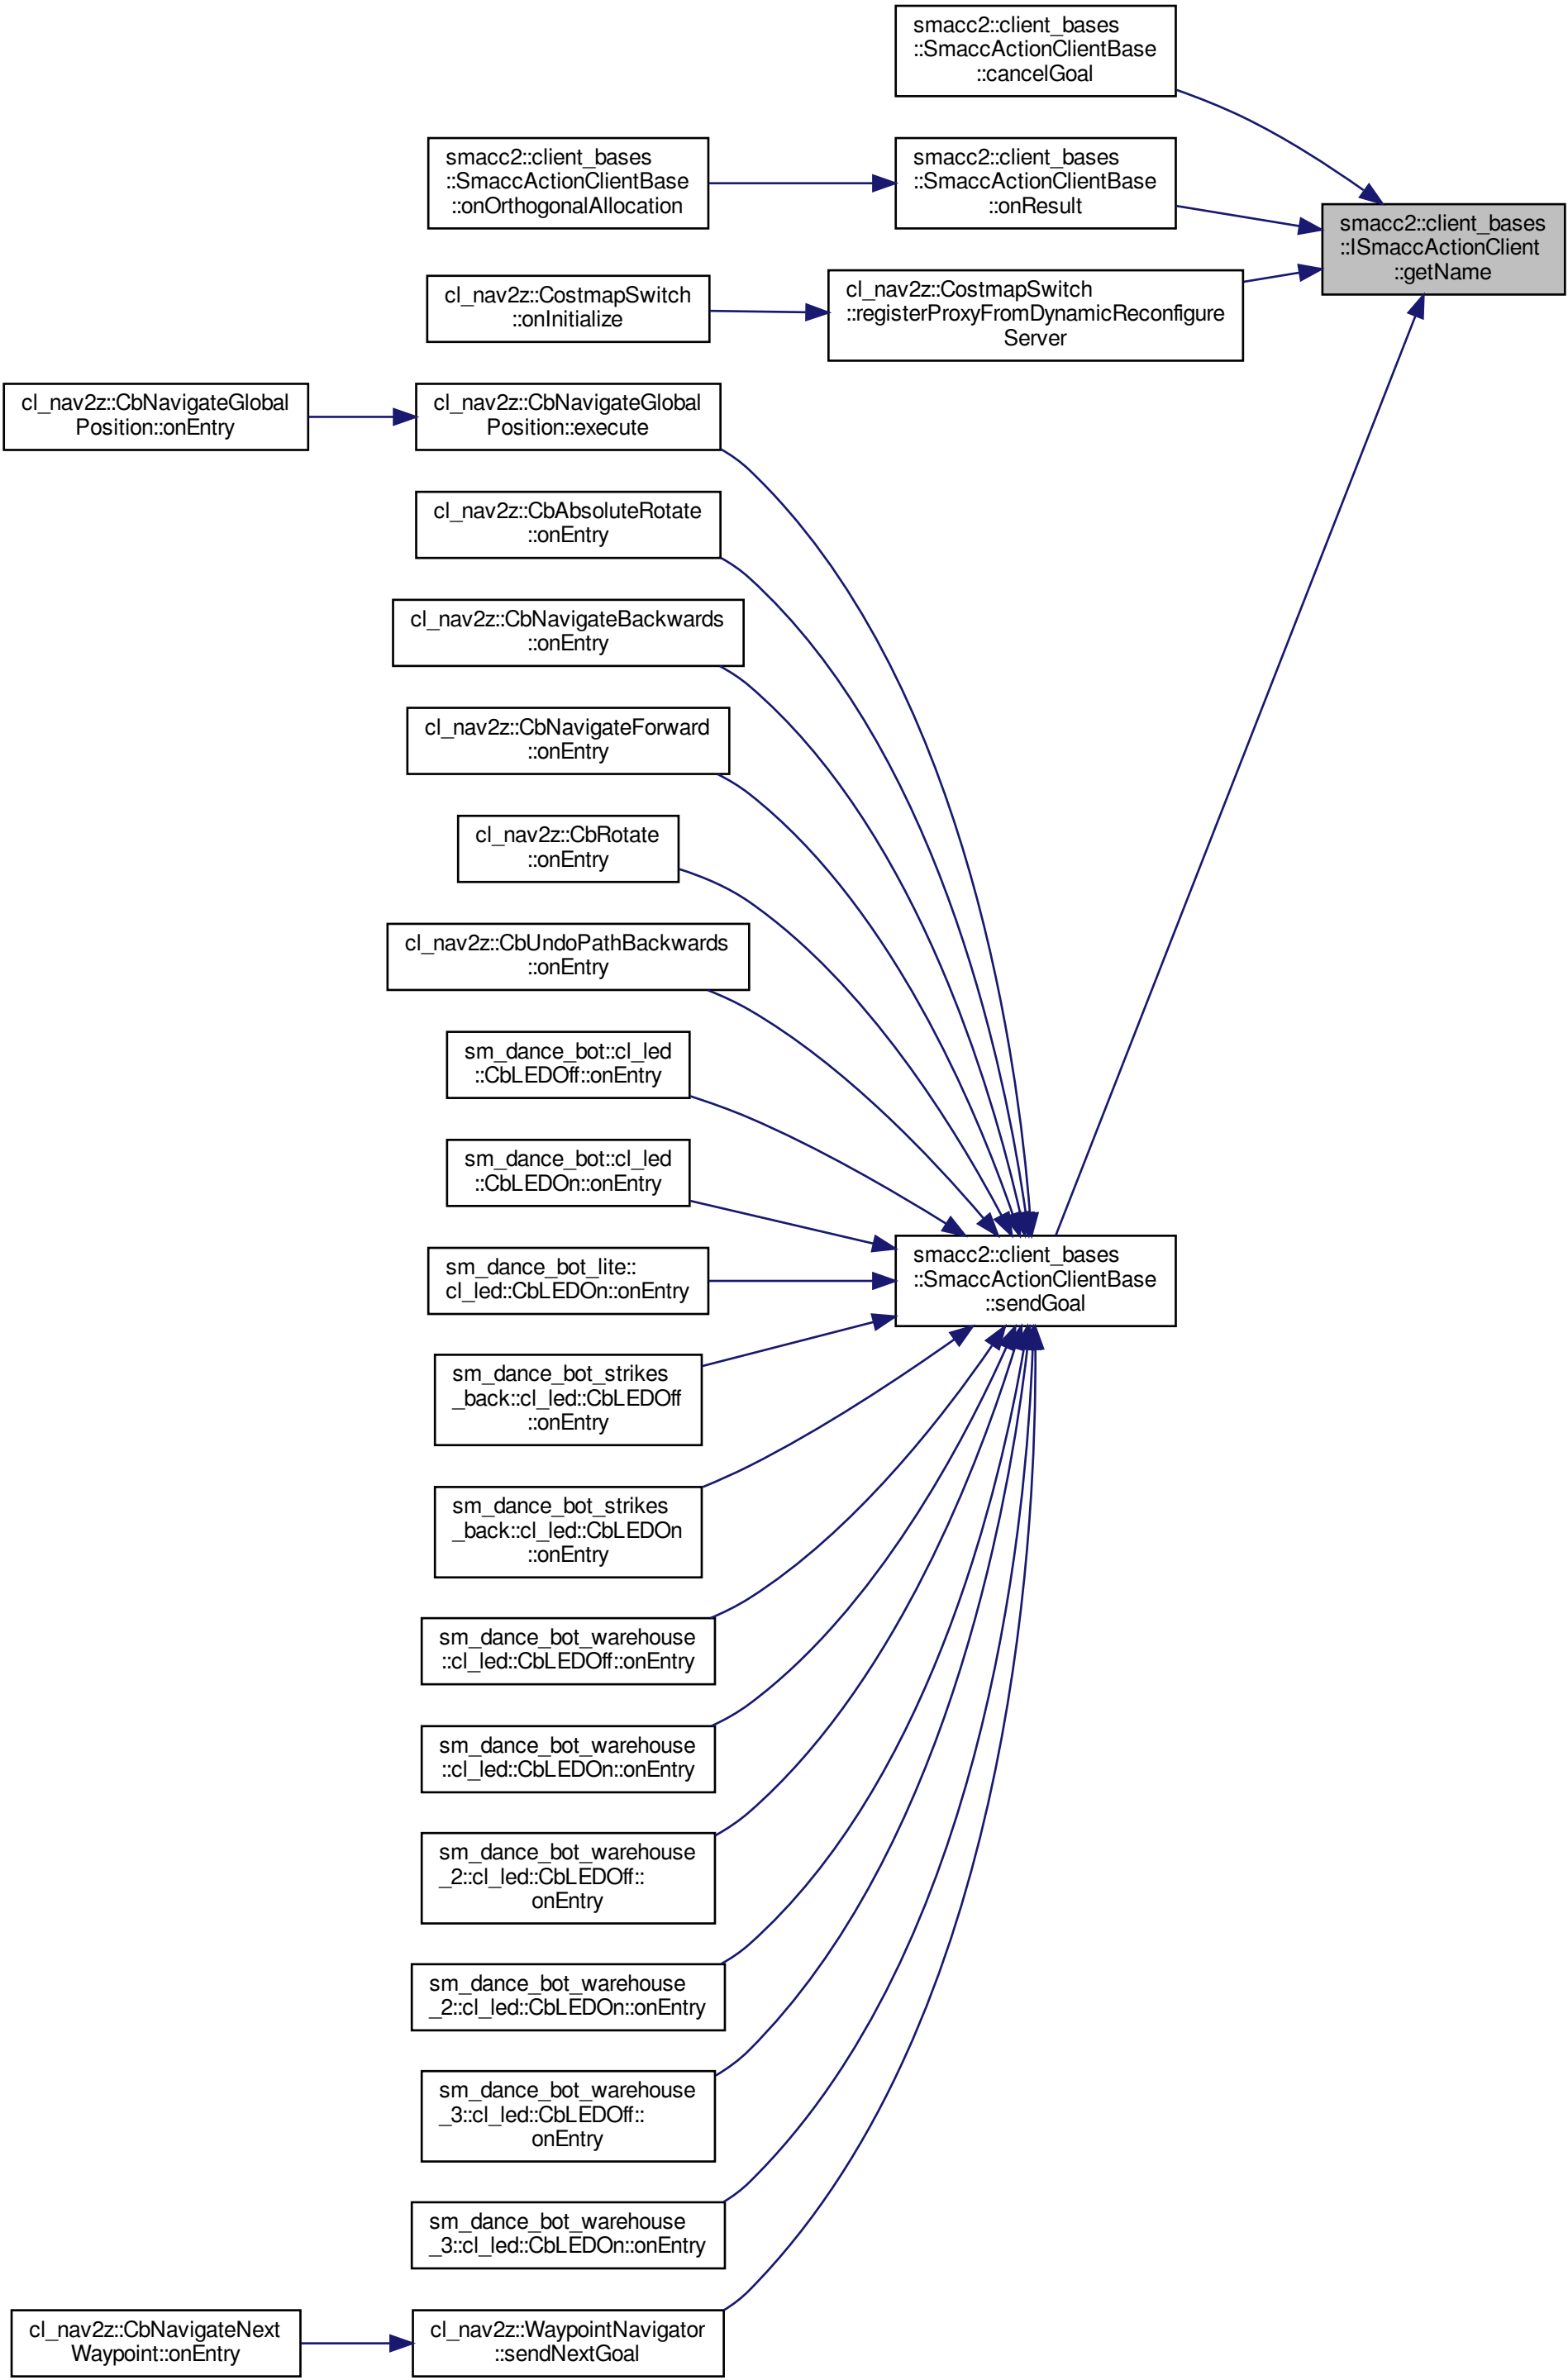 smacc2::client_bases
::SmaccActionClientBase
::cancelGoal
smacc2::client_bases
::SmaccActionClientBase
::onOrthogonalAllocation
smacc2::client_bases
::SmaccActionClientBase
::onResult
smacc2::client_bases
::ISmaccActionClient
::getName
cl_nav2z::CostmapSwitch
::onInitialize
cl_nav2z::CostmapSwitch
::registerProxyFromDynamicReconfigure
Server
cl_nav2z::CbNavigateGlobal
Position::onEntry
cl_nav2z::CbNavigateGlobal
Position::execute
cl_nav2z::CbAbsoluteRotate
::onEntry
cl_nav2z::CbNavigateBackwards
::onEntry
cl_nav2z::CbNavigateForward
::onEntry
cl_nav2z::CbRotate
::onEntry
cl_nav2z::CbUndoPathBackwards
::onEntry
sm_dance_bot::cl_led
::CbLEDOff::onEntry
sm_dance_bot::cl_led
::CbLEDOn::onEntry
sm_dance_bot_lite::
cl_led::CbLEDOn::onEntry
smacc2::client_bases
::SmaccActionClientBase
::sendGoal
sm_dance_bot_strikes
_back::cl_led::CbLEDOff
::onEntry
sm_dance_bot_strikes
_back::cl_led::CbLEDOn
::onEntry
sm_dance_bot_warehouse
::cl_led::CbLEDOff::onEntry
sm_dance_bot_warehouse
::cl_led::CbLEDOn::onEntry
sm_dance_bot_warehouse
_2::cl_led::CbLEDOff::
onEntry
sm_dance_bot_warehouse
_2::cl_led::CbLEDOn::onEntry
sm_dance_bot_warehouse
_3::cl_led::CbLEDOff::
onEntry
sm_dance_bot_warehouse
_3::cl_led::CbLEDOn::onEntry
cl_nav2z::CbNavigateNext
Waypoint::onEntry
cl_nav2z::WaypointNavigator
::sendNextGoal